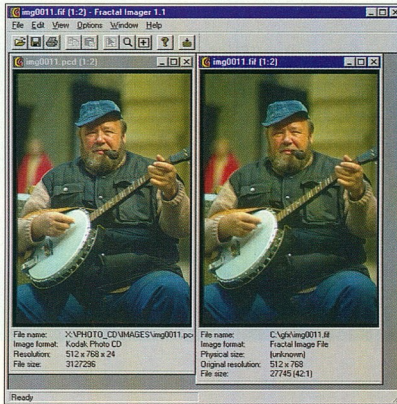 img0011.fif (1:2) - Fractal Imager 1.1
File Edit View Options Window Help
img0011.pcd (1:2)
File name: X:\PHOTO_CD\IMAGES\img0011.pc
Image format: Kodak Photo CD
Resolution: 512 x 768 x 24
File size: 3127296
img0011.fif (1:2)
File name: C:\gfx\img0011.fif
Image format: Fractal Image File
Physical size: (unknown)
Original resolution: 512 x 768
File size: 27745 (42:1)
Ready